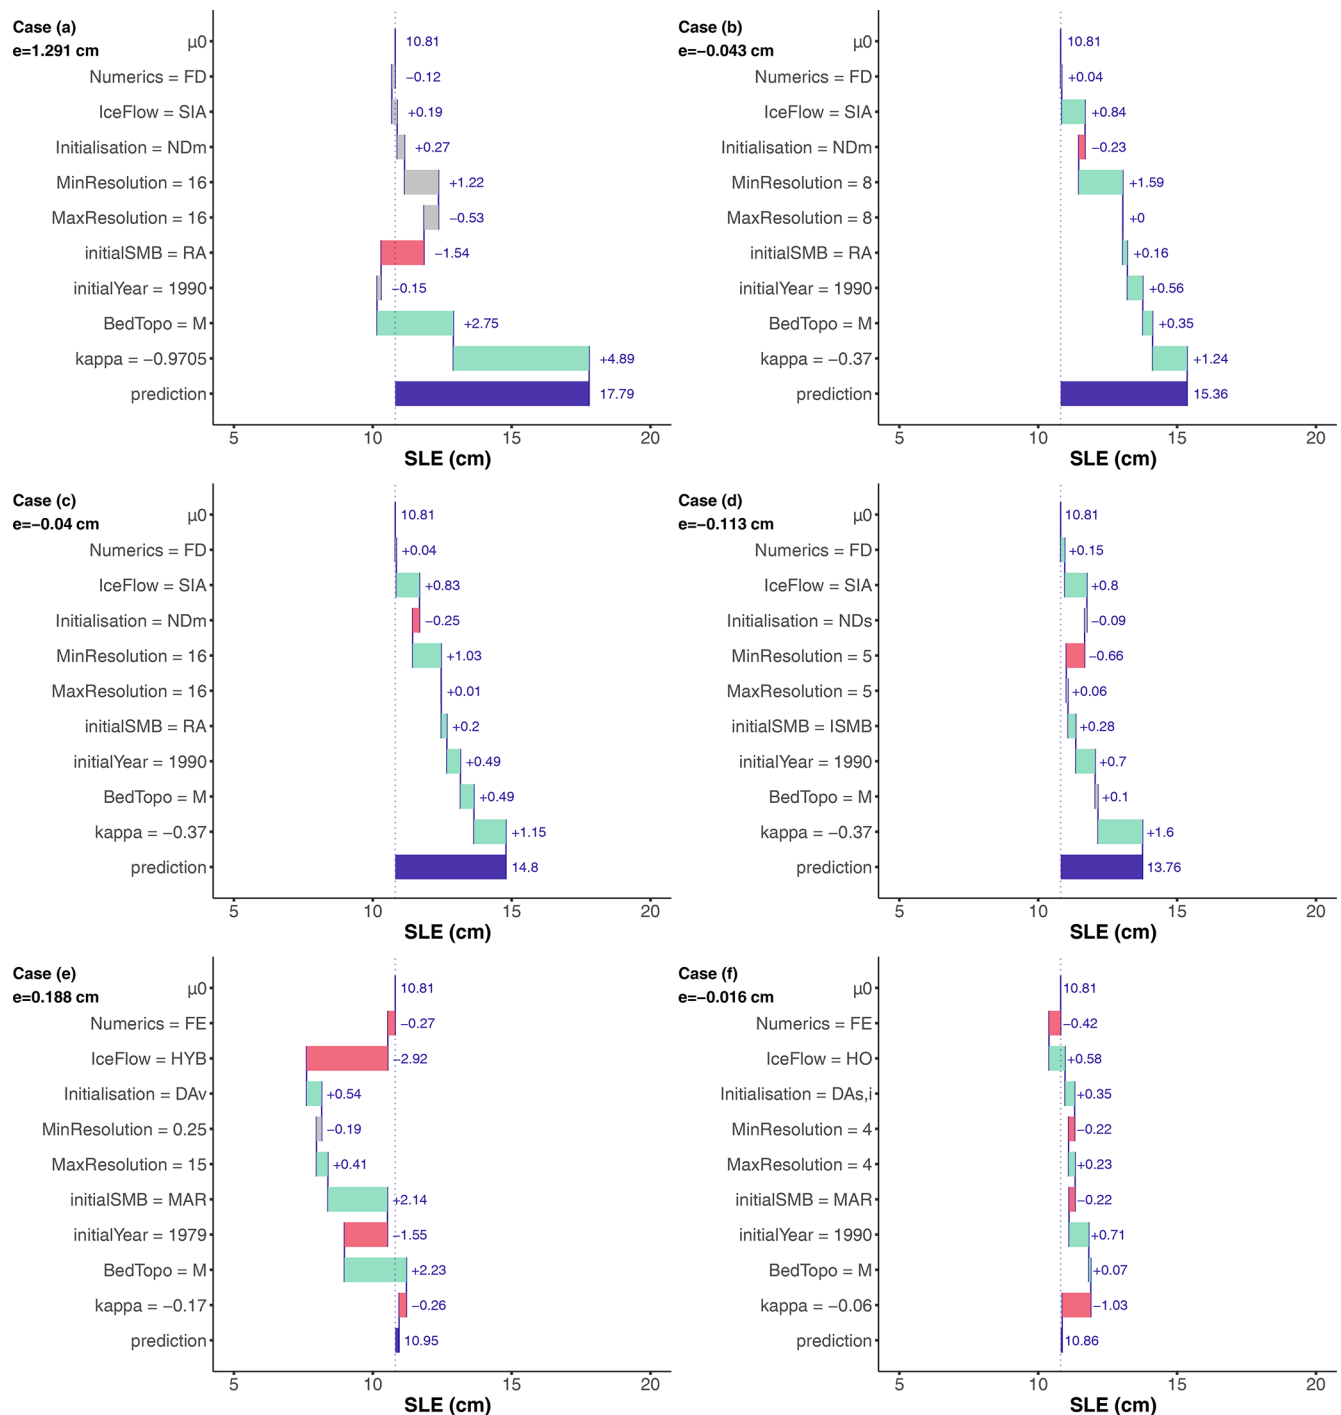 Case (a)
e=1.291 cm
μ0 10.81
Numerics = FD −0.12
IceFlow = SIA +0.19
Initialisation = NDm +0.27
MinResolution = 16 +1.22
MaxResolution = 16 −0.53
initialSMB = RA −1.54
initialYear = 1990 −0.15
BedTopo = M +2.75
kappa = −0.9705 +4.89
prediction 17.79
5 10 15 20
SLE (cm)
Case (b)
e=−0.043 cm
μ0 10.81
Numerics = FD +0.04
IceFlow = SIA +0.84
Initialisation = NDm −0.23
MinResolution = 8 +1.59
MaxResolution = 8 +0
initialSMB = RA +0.16
initialYear = 1990 +0.56
BedTopo = M +0.35
kappa = −0.37 +1.24
prediction 15.36
5 10 15 20
SLE (cm)
Case (c)
e=−0.04 cm
μ0 10.81
Numerics = FD +0.04
IceFlow = SIA +0.83
Initialisation = NDm −0.25
MinResolution = 16 +1.03
MaxResolution = 16 +0.01
initialSMB = RA +0.2
initialYear = 1990 +0.49
BedTopo = M +0.49
kappa = −0.37 +1.15
prediction 14.8
5 10 15 20
SLE (cm)
Case (d)
e=−0.113 cm
μ0 10.81
Numerics = FD +0.15
IceFlow = SIA +0.8
Initialisation = NDs −0.09
MinResolution = 5 −0.66
MaxResolution = 5 +0.06
initialSMB = ISMB +0.28
initialYear = 1990 +0.7
BedTopo = M +0.1
kappa = −0.37 +1.6
prediction 13.76
5 10 15 20
SLE (cm)
Case (e)
e=0.188 cm
μ0 10.81
Numerics = FE −0.27
IceFlow = HYB −2.92
Initialisation = DAv +0.54
MinResolution = 0.25 −0.19
MaxResolution = 15 +0.41
initialSMB = MAR +2.14
initialYear = 1979 −1.55
BedTopo = M +2.23
kappa = −0.17 −0.26
prediction 10.95
5 10 15 20
SLE (cm)
Case (f)
e=−0.016 cm
μ0 10.81
Numerics = FE −0.42
IceFlow = HO +0.58
Initialisation = DAs,i +0.35
MinResolution = 4 −0.22
MaxResolution = 4 +0.23
initialSMB = MAR −0.22
initialYear = 1990 +0.71
BedTopo = M +0.07
kappa = −0.06 −1.03
prediction 10.86
5 10 15 20
SLE (cm)